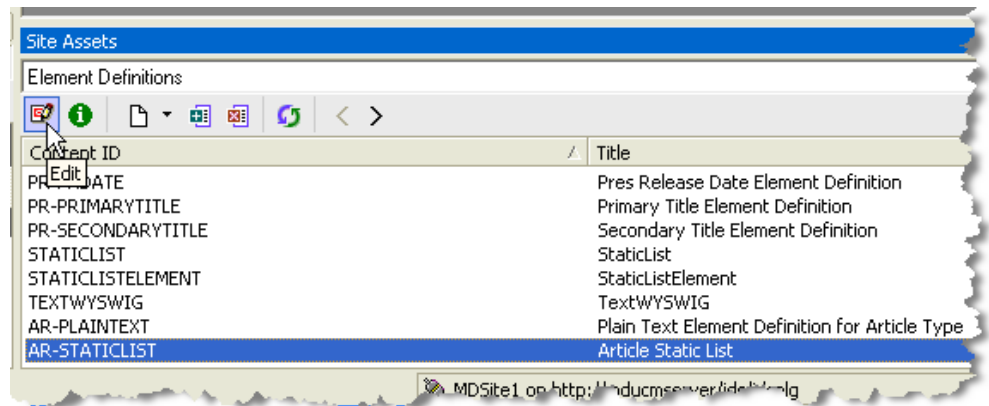 Site Assets
Element Definitions
Content ID Title
Edit
PR- DATE Pres Release Date Element Definition
PR-PRIMARYTITLE Primary Title Element Definition
PR-SECONDARYTITLE Secondary Title Element Definition
STATICLIST StaticList
STATICLISTELEMENT StaticListElement
TEXTWYSWIG TextWYSWIG
AR-PLAINTEXT Plain Text Element Definition for Article Type
AR-STATICLIST Article Static List
MDSite1 on http: